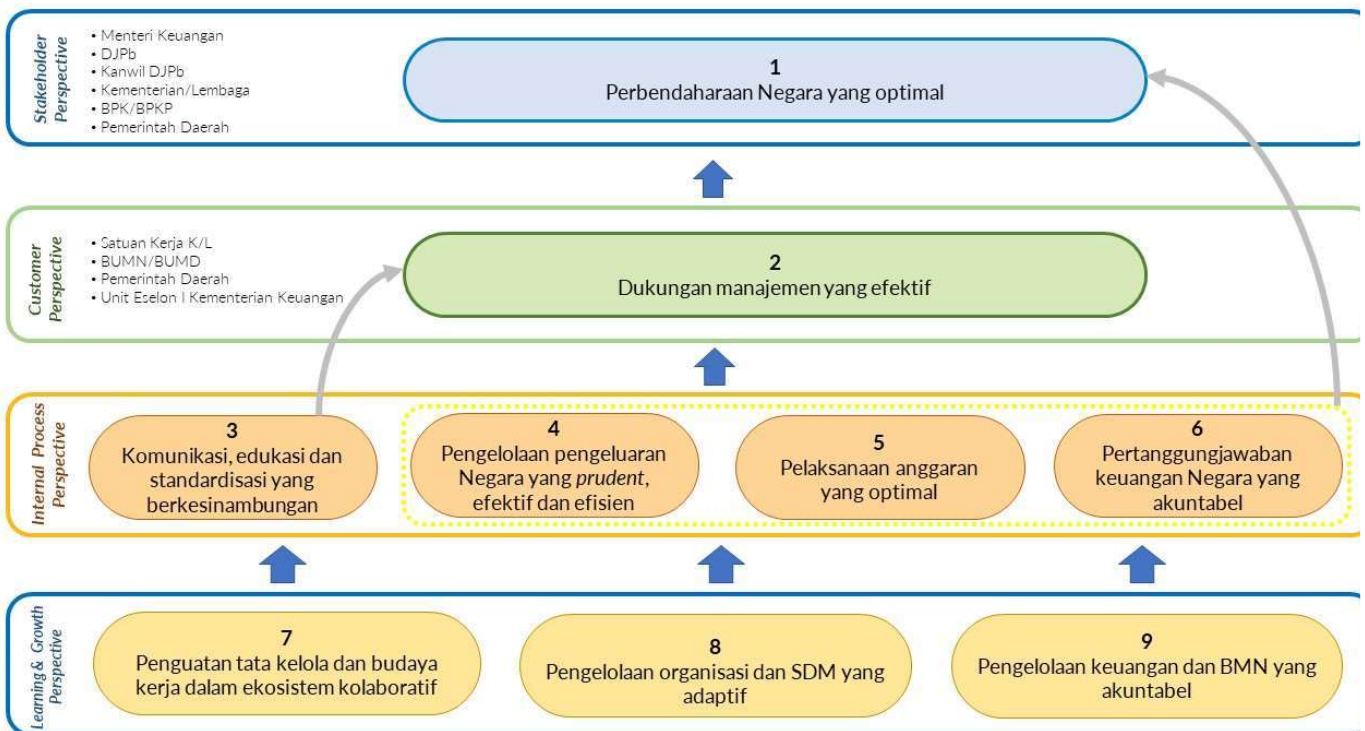 Stakeholder
Perspective
• Menteri Keuangan
• DJPb
• Kanwil DJPb
• Kementerian/Lembaga
• BPK/BPKP
• Pemerintah Daerah
1
Perbendaharaan Negara yang optimal
Customer
Perspective
• Satuan Kerja K/L
• BUMN/BUMD
• Pemerintah Daerah
• Unit Eselon I Kementerian Keuangan
2
Dukungan manajemen yang efektif
Internal Process
Perspective
3
Komunikasi, edukasi dan
standardisasi yang
berkesinambungan
4
Pengelolaan pengeluaran
Negara yang prudent,
efektif dan efisien
5
Pelaksanaan anggaran
yang optimal
6
Pertanggungjawaban
keuangan Negara yang
akuntabel
Learning & Growth
Perspective
7
Penguatan tata kelola dan budaya
kerja dalam ekosistem kolaboratif
8
Pengelolaan organisasi dan SDM yang
adaptif
9
Pengelolaan keuangan dan BMN yang
akuntabel